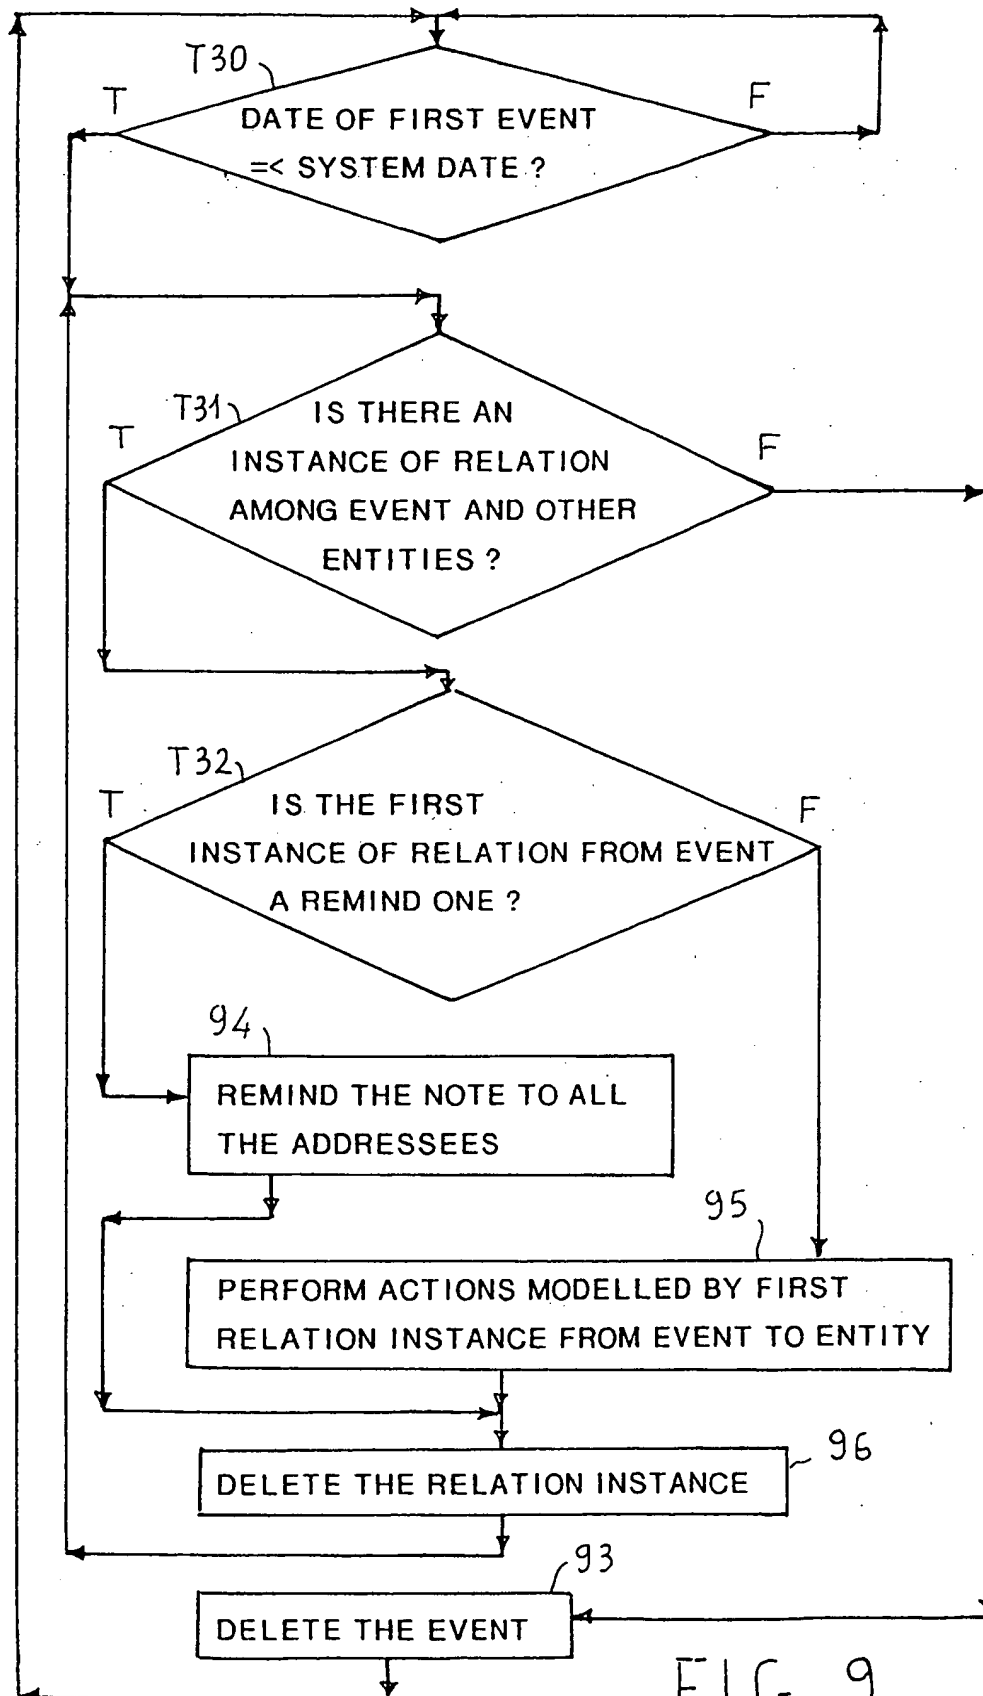 T30
T
F
DATE OF FIRST EVENT
=< SYSTEM DATE ?
T31
T
F
IS THERE AN
INSTANCE OF RELATION
AMONG EVENT AND OTHER
ENTITIES ?
T32
T
F
IS THE FIRST
INSTANCE OF RELATION FROM EVENT
A REMIND ONE ?
94
REMIND THE NOTE TO ALL
THE ADDRESSEES
95
PERFORM ACTIONS MODELLED BY FIRST
RELATION INSTANCE FROM EVENT TO ENTITY
96
DELETE THE RELATION INSTANCE
93
DELETE THE EVENT
FIG. 9